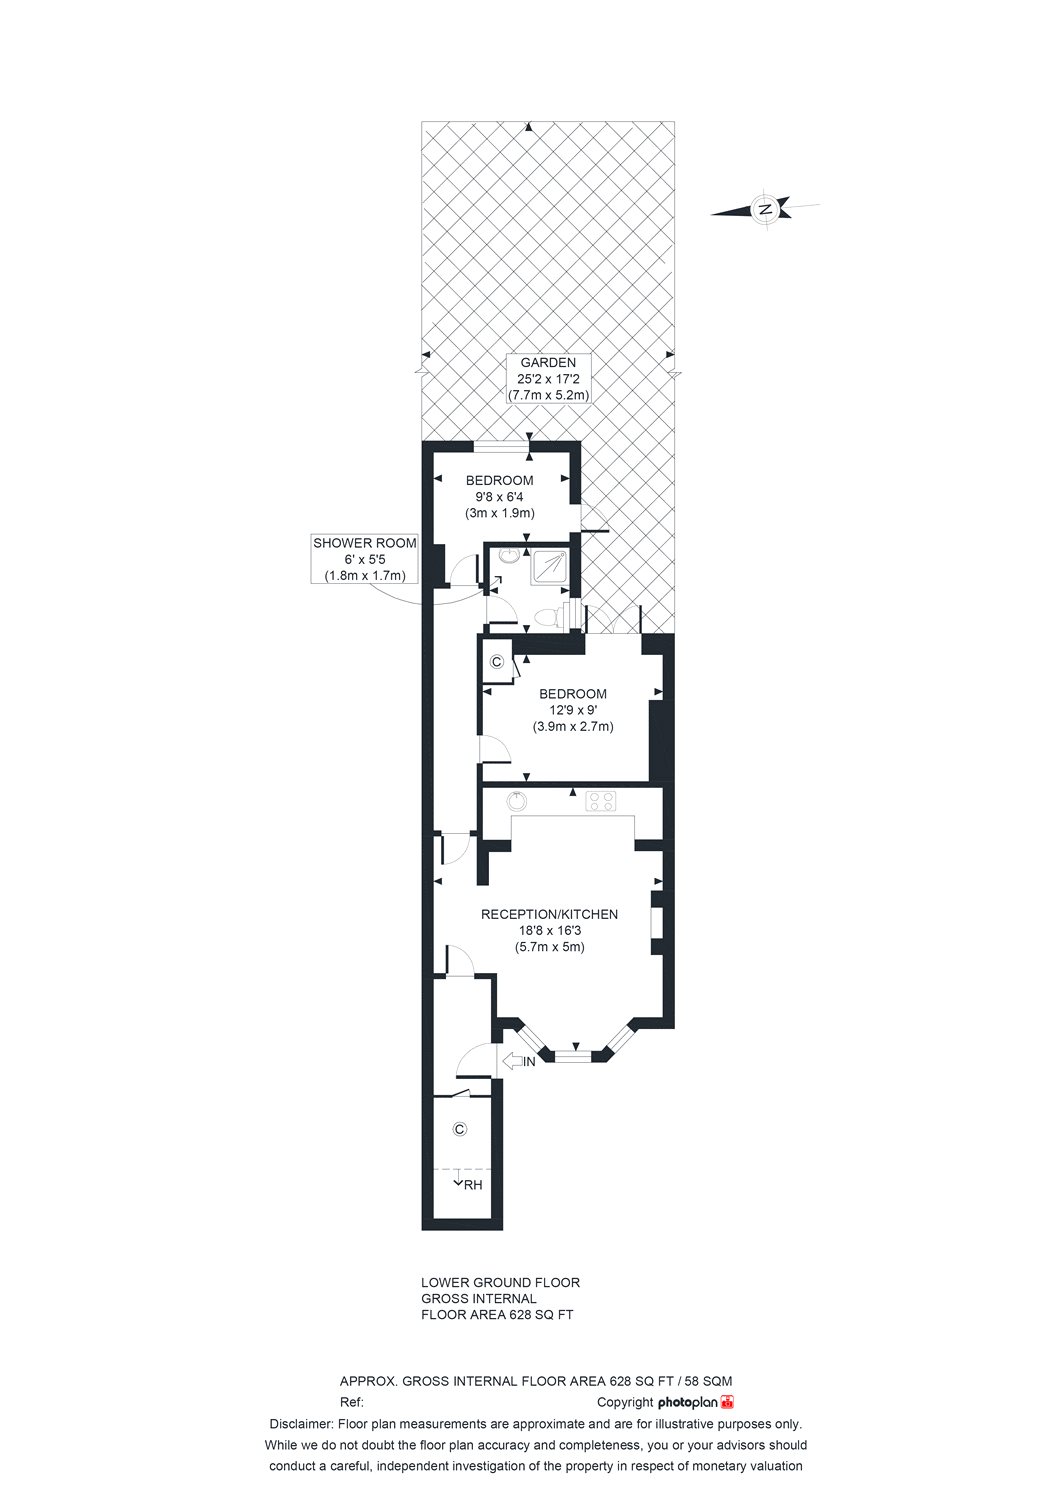 N
GARDEN
25'2 x 17'2
(7.7m x 5.2m)
BEDROOM
9'8 x 6'4
(3m x 1.9m)
SHOWER ROOM
6' x 5'5
(1.8m x 1.7m)
C
BEDROOM
12'9 x 9'
(3.9m x 2.7m)
RECEPTION/KITCHEN
18'8 x 16'3
(5.7m x 5m)
IN
C
RH
LOWER GROUND FLOOR
GROSS INTERNAL
FLOOR AREA 628 SQ FT
APPROX. GROSS INTERNAL FLOOR AREA 628 SQ FT / 58 SQM
Ref:
Copyright photoplan
Disclaimer: Floor plan measurements are approximate and are for illustrative purposes only.
While we do not doubt the floor plan accuracy and completeness, you or your advisors should
conduct a careful, independent investigation of the property in respect of monetary valuation